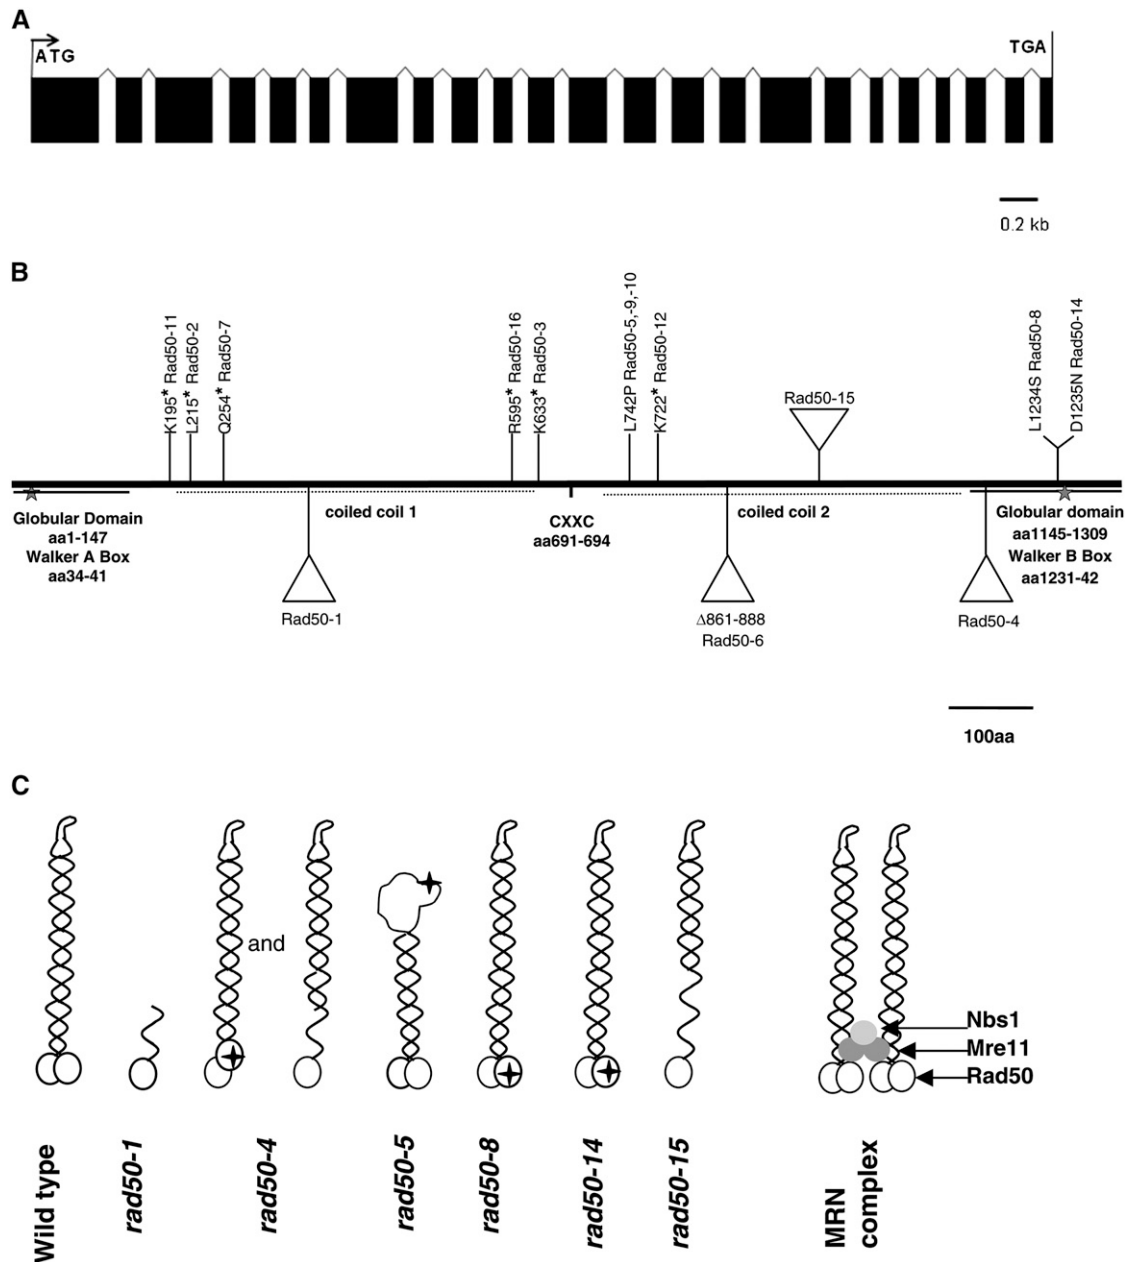 A
ATG
TGA
0.2 kb
B
K195* Rad50-11
L215* Rad50-2
Q254* Rad50-7
R595* Rad50-16
K633* Rad50-3
L742P Rad50-5,-9,-10
K722* Rad50-12
Rad50-15
L1234S Rad50-8
D1235N Rad50-14
Globular Domain
aa1-147
Walker A Box
aa34-41
coiled coil 1
CXXC
aa691-694
coiled coil 2
Globular domain
aa1145-1309
Walker B Box
aa1231-42
Rad50-1
Δ861-888
Rad50-6
Rad50-4
100aa
C
and
Nbs1
Mre11
Rad50
Wild type
rad50-1
rad50-4
rad50-5
rad50-8
rad50-14
rad50-15
MRN
complex